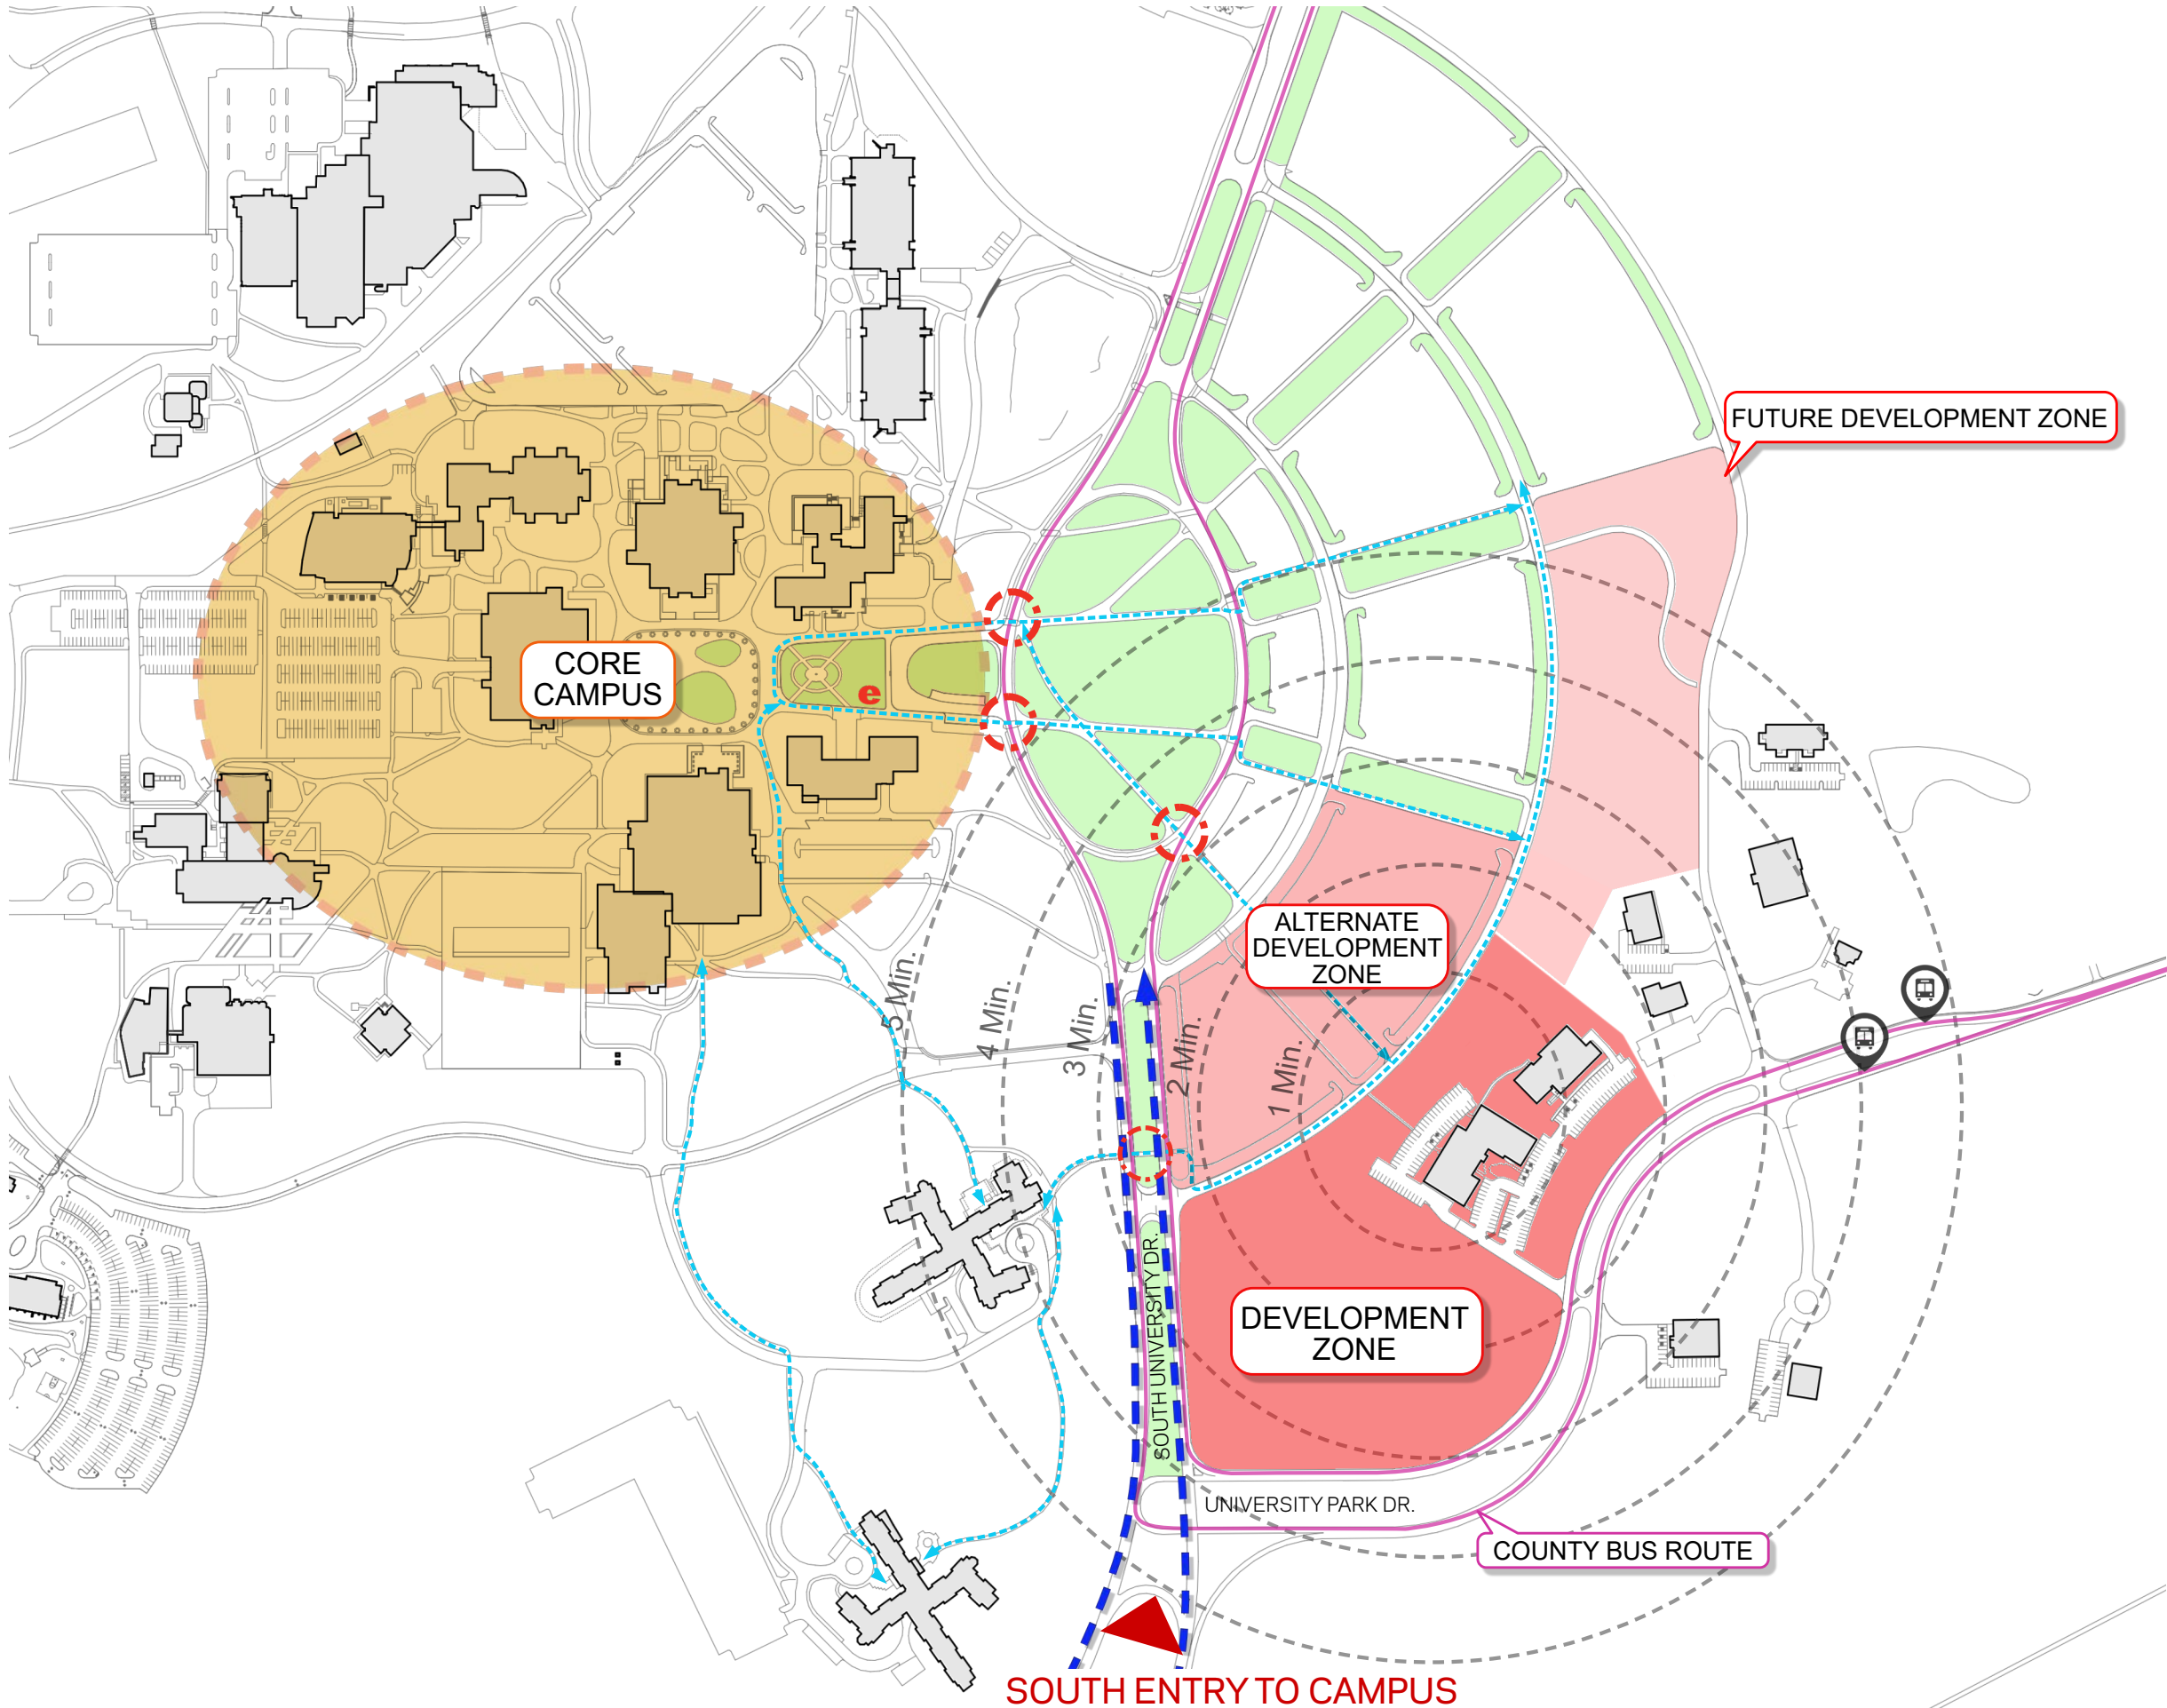 FUTURE DEVELOPMENT ZONE
CORE
CAMPUS
e
ALTERNATE
DEVELOPMENT
ZONE
5 Min.
4 Min.
3 Min.
2 Min.
1 Min.
SOUTH UNIVERSITY DR.
DEVELOPMENT
ZONE
UNIVERSITY PARK DR.
COUNTY BUS ROUTE
SOUTH ENTRY TO CAMPUS